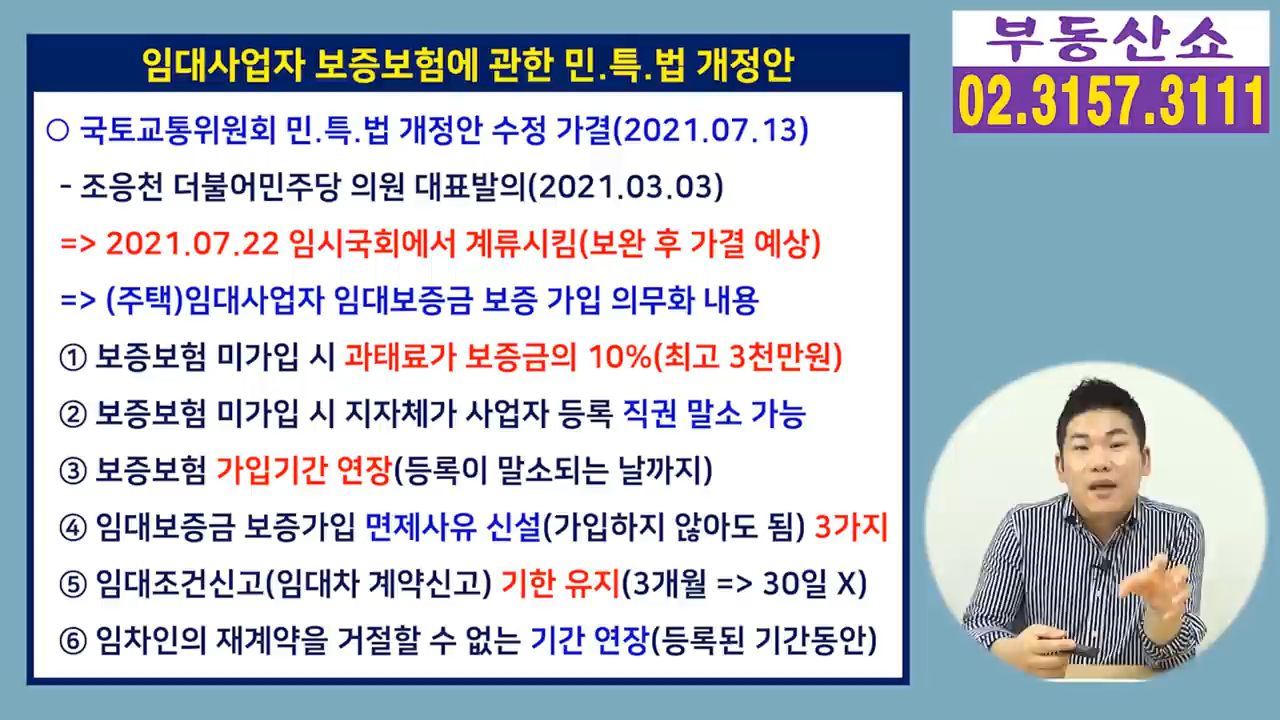 임대사업자 보증보험에 관한 민.특.법 개정안
부동산쇼
02.3157.3111
○ 국토교통위원회 민.특.법 개정안 수정 가결(2021.07.13)
- 조응천 더불어민주당 의원 대표발의(2021.03.03)
=> 2021.07.22 임시국회에서 계류시킴(보완 후 가결 예상)
=> (주택)임대사업자 임대보증금 보증 가입 의무화 내용
① 보증보험 미가입 시 과태료가 보증금의 10%(최고 3천만원)
② 보증보험 미가입 시 지자체가 사업자 등록 직권 말소 가능
③ 보증보험 가입기간 연장(등록이 말소되는 날까지)
④ 임대보증금 보증가입 면제사유 신설(가입하지 않아도 됨) 3가지
⑤ 임대조건신고(임대차 계약신고) 기한 유지(3개월 => 30일 X)
⑥ 임차인의 재계약을 거절할 수 없는 기간 연장(등록된 기간동안)